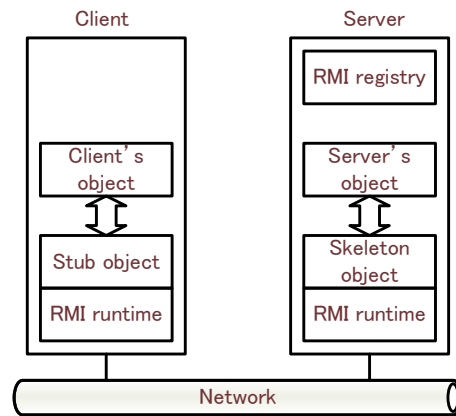 Client
Server
RMI registry
Client's
object
Server's
object
Stub object
Skeleton
object
RMI runtime
RMI runtime
Network